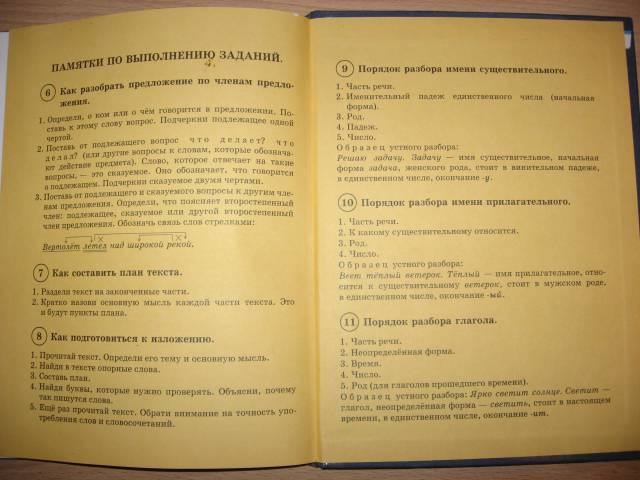 ПАМЯТКИ ПО ВЫПОЛНЕНИЮ ЗАДАНИЙ.
6 Как разобрать предложение по членам предло-
жения.
1. Определи, о ком или о чём говорится в предложении. По-
ставь к этому слову вопрос. Подчеркни подлежащее одной
чертой.
2. Поставь от подлежащего вопрос что делает? что
делал? (или другие вопросы к словам, которые обознача-
ют действие предмета). Слово, которое отвечает на такие
вопросы, — это сказуемое. Оно обозначает, что говорится
о подлежащем. Подчеркни сказуемое двумя чертами.
3. Поставь от подлежащего и сказуемого вопросы к другим чле-
нам предложения. Определи, что поясняет второстепенный
член: подлежащее, сказуемое или другой второстепенный
член предложения. Обозначь связь слов стрелками:
Вертолёт летел над широкой рекой.
7 Как составить план текста.
1. Раздели текст на законченные части.
2. Кратко назови основную мысль каждой части текста. Это
и будут пункты плана.
8 Как подготовиться к изложению.
1. Прочитай текст. Определи его тему и основную мысль.
2. Найди в тексте опорные слова.
3. Составь план.
4. Найди буквы, которые нужно проверять. Объясни, почему
так пишутся слова.
5. Ещё раз прочитай текст. Обрати внимание на точность упо-
требления слов и словосочетаний.
9 Порядок разбора имени существительного.
1. Часть речи.
2. Именительный падеж единственного числа (начальная
форма).
3. Род.
4. Падеж.
5. Число.
Образец устного разбора:
Решаю задачу. Задачу — имя существительное, начальная
форма задача, женского рода, стоит в винительном падеже,
в единственном числе, окончание -у.
10 Порядок разбора имени прилагательного.
1. Часть речи.
2. К какому существительному относится.
3. Род.
4. Число.
Образец устного разбора:
Веет тёплый ветерок. Тёплый — имя прилагательное, отно-
сится к существительному ветерок, стоит в мужском роде,
в единственном числе, окончание -ый.
11 Порядок разбора глагола.
1. Часть речи.
2. Неопределённая форма.
3. Время.
4. Число.
5. Род (для глаголов прошедшего времени).
Образец устного разбора: Ярко светит солнце. Светит —
глагол, неопределённая форма — светить, стоит в настоящем
времени, в единственном числе, окончание -ит.